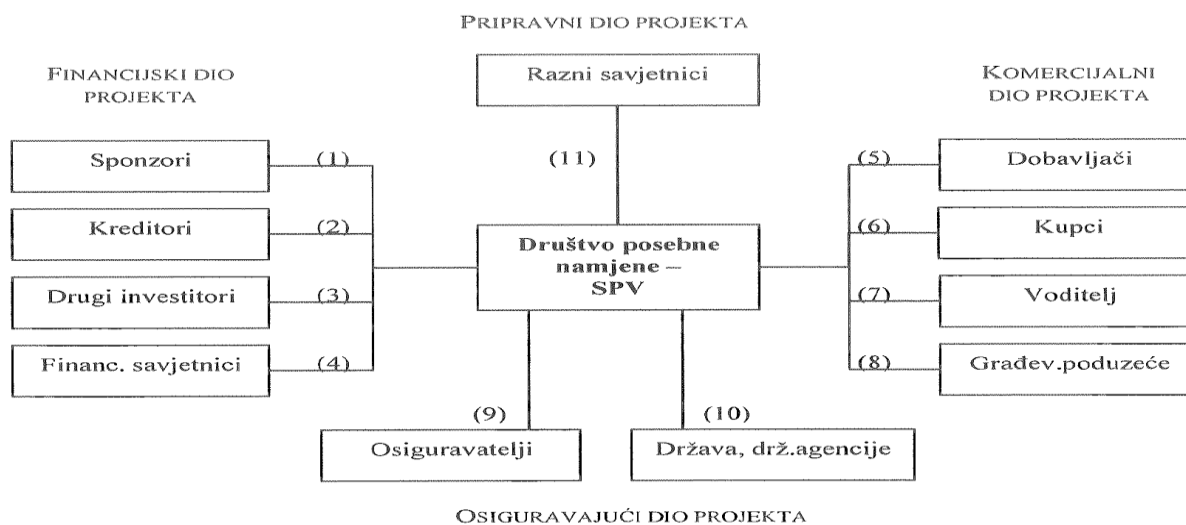 PRIPRAVNI DIO PROJEKTA
Razni savjetnici
(11)
FINANCIJSKI DIO
PROJEKTA
Sponzori
(1)
Kreditori
(2)
Drugi investitori
(3)
Financ. savjetnici
(4)
Društvo posebne
namjene –
SPV
KOMERCIJALNI
DIO PROJEKTA
(5)
Dobavljači
(6)
Kupci
(7)
Voditelj
(8)
Građev.poduzeće
(9)
Osiguravatelji
(10)
Država, drž.agencije
OSIGURAVAJUĆI DIO PROJEKTA